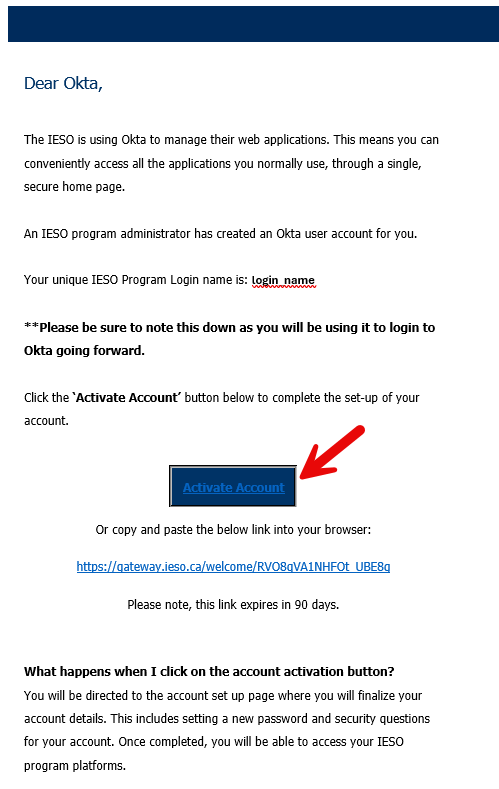 Dear Okta,
The IESO is using Okta to manage their web applications. This means you can
conveniently access all the applications you normally use, through a single,
secure home page.
An IESO program administrator has created an Okta user account for you.
Your unique IESO Program Login name is: login_name
**Please be sure to note this down as you will be using it to login to
Okta going forward.
Click the ‘Activate Account’ button below to complete the set-up of your
account.
Activate Account
Or copy and paste the below link into your browser:
https://gateway.ieso.ca/welcome/RVO8qVA1NHFOt_UBE8g
Please note, this link expires in 90 days.
What happens when I click on the account activation button?
You will be directed to the account set up page where you will finalize your
account details. This includes setting a new password and security questions
for your account. Once completed, you will be able to access your IESO
program platforms.